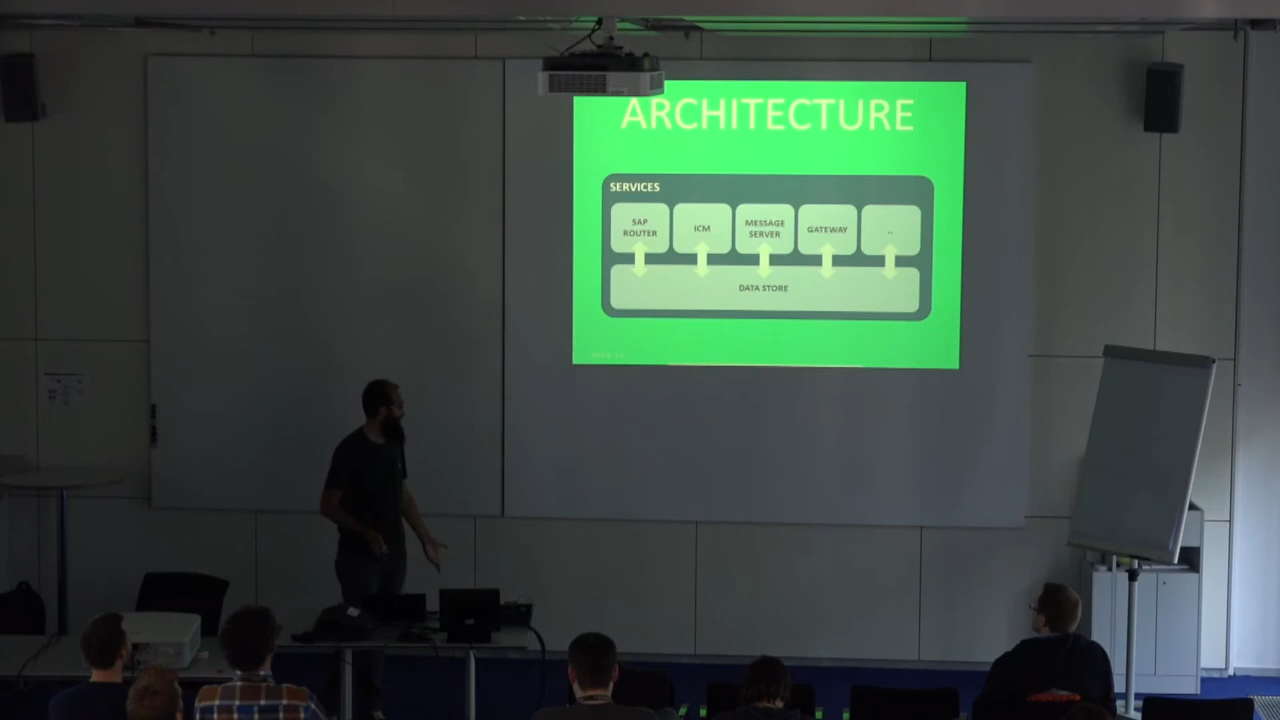 ARCHITECTURE
SERVICES
SAP
ROUTER
ICM
MESSAGE
SERVER
GATEWAY
..
DATA STORE